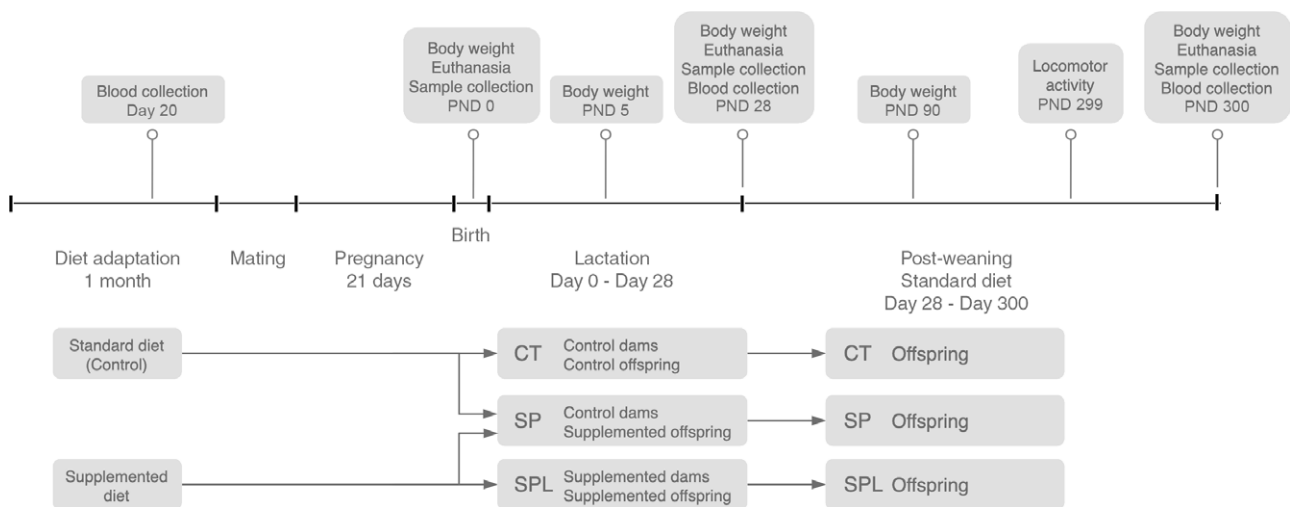 Blood collection
Day 20
Body weight
Euthanasia
Sample collection
PND 0
Body weight
PND 5
Body weight
Euthanasia
Sample collection
Blood collection
PND 28
Body weight
PND 90
Locomotor
activity
PND 299
Body weight
Euthanasia
Sample collection
Blood collection
PND 300
Diet adaptation
1 month
Mating
Pregnancy
21 days
Birth
Lactation
Day 0 - Day 28
Post-weaning
Standard diet
Day 28 - Day 300
Standard diet
(Control)
CT
Control dams
Control offspring
CT Offspring
SP
Control dams
Supplemented offspring
SP Offspring
Supplemented
diet
SPL
Supplemented dams
Supplemented offspring
SPL Offspring